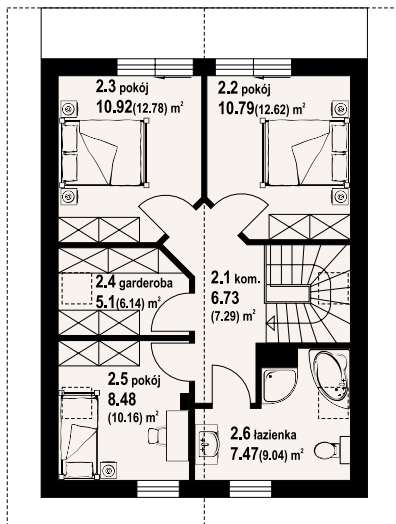 2.3 pokój
10.92(12.78) m²
2.2 pokój
10.79(12.62) m²
2.4 garderoba
5.1(6.14) m²
2.1 kom.
6.73
(7.29) m²
2.5 pokój
8.48
(10.16) m²
2.6 łazienka
7.47(9.04) m²